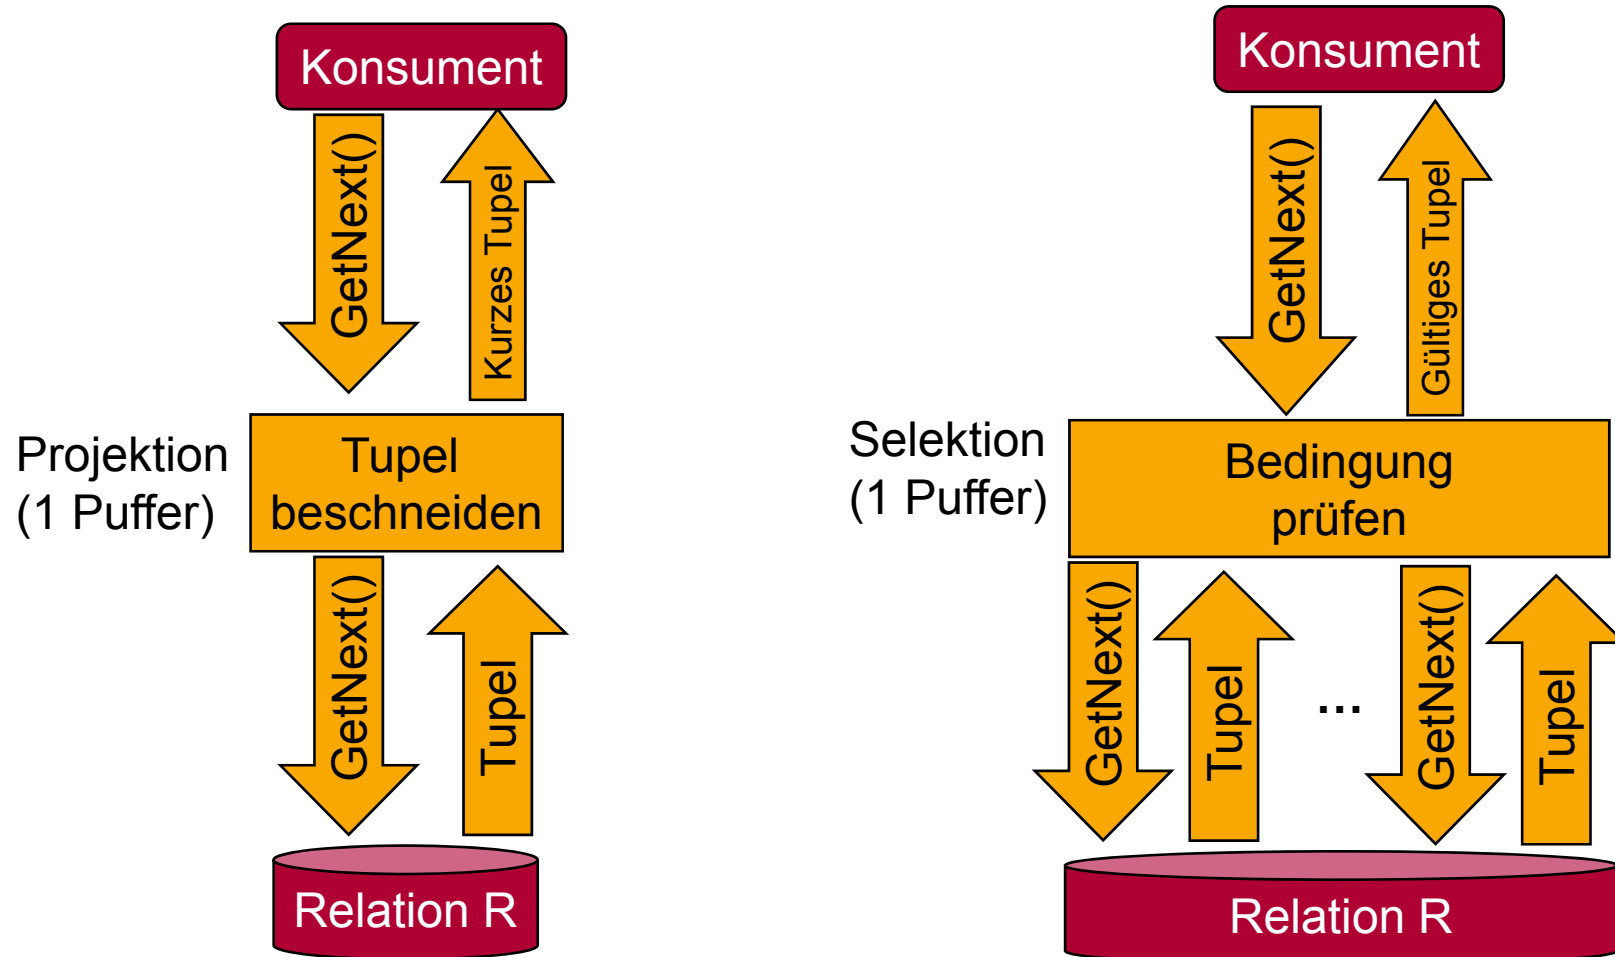 Konsument
GetNext()
Kurzes Tupel
Projektion
(1 Puffer)
Tupel
beschneiden
GetNext()
Tupel
Relation R
Konsument
GetNext()
Gültiges Tupel
Selektion
(1 Puffer)
Bedingung
prüfen
GetNext()
Tupel
...
GetNext()
Tupel
Relation R